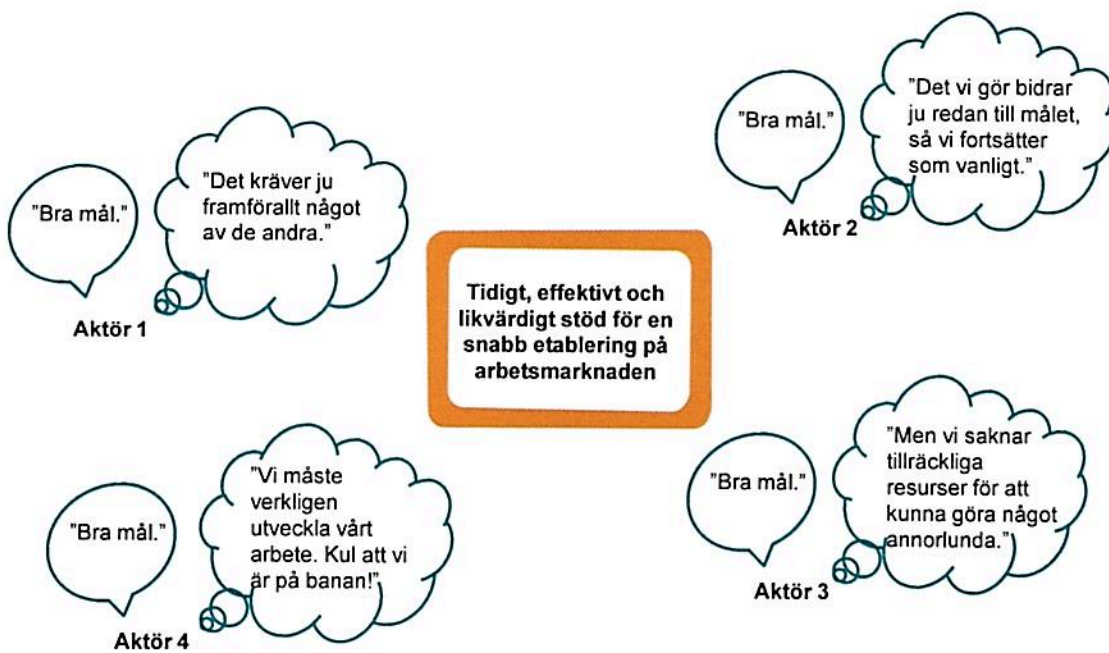 "Bra mål."
"Det kräver ju
framförallt något
av de andra."
Aktör 1
"Bra mål."
"Det vi gör bidrar
ju redan till målet,
så vi fortsätter
som vanligt."
Aktör 2
Tidigt, effektivt och
likvärdigt stöd för en
snabb etablering på
arbetsmarknaden
"Bra mål."
"Vi måste
verkligen
utveckla vårt
arbete. Kul att vi
är på banan!"
Aktör 4
"Bra mål."
"Men vi saknar
tillräckliga
resurser för att
kunna göra något
annorlunda."
Aktör 3